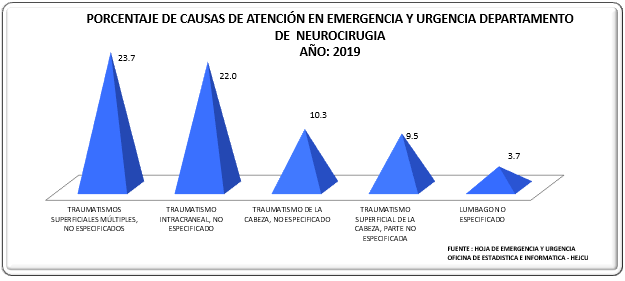 PORCENTAJE DE CAUSAS DE ATENCIÓN EN EMERGENCIA Y URGENCIA DEPARTAMENTO
DE NEUROCIRUGIA
AÑO: 2019
23.7
22.0
10.3
9.5
3.7
TRAUMATISMOS
SUPERFICIALES MÚLTIPLES,
NO ESPECIFICADOS
TRAUMATISMO
INTRACRANEAL, NO
ESPECIFICADO
TRAUMATISMO DE LA
CABEZA, NO ESPECIFICADO
TRAUMATISMO
SUPERFICIAL DE LA
CABEZA, PARTE NO
ESPECIFICADA
LUMBAGO NO
ESPECIFICADO
FUENTE : HOJA DE EMERGENCIA Y URGENCIA
OFICINA DE ESTADISTICA E INFORMATICA - HEJCU